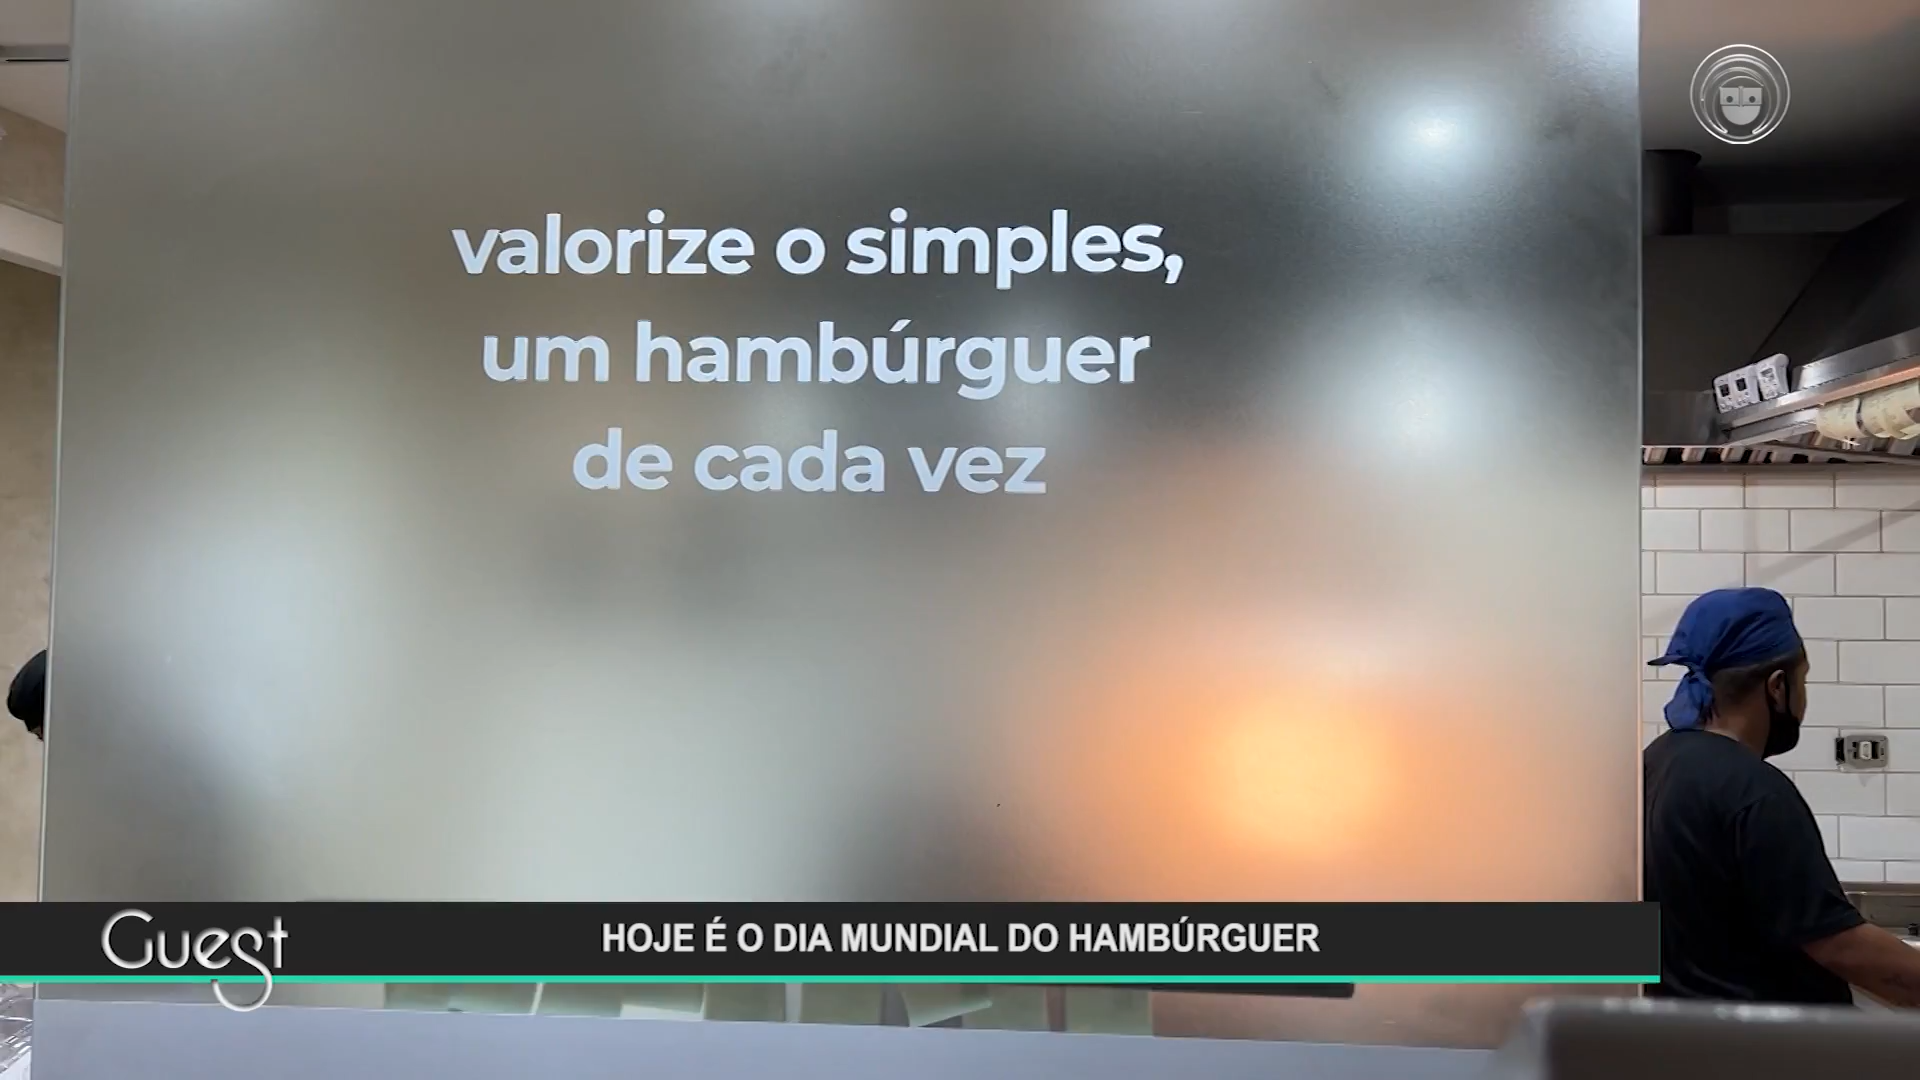 valorize o simples,
um hambúrguer
de cada vez
Guest
HOJE É O DIA MUNDIAL DO HAMBÚRGUER